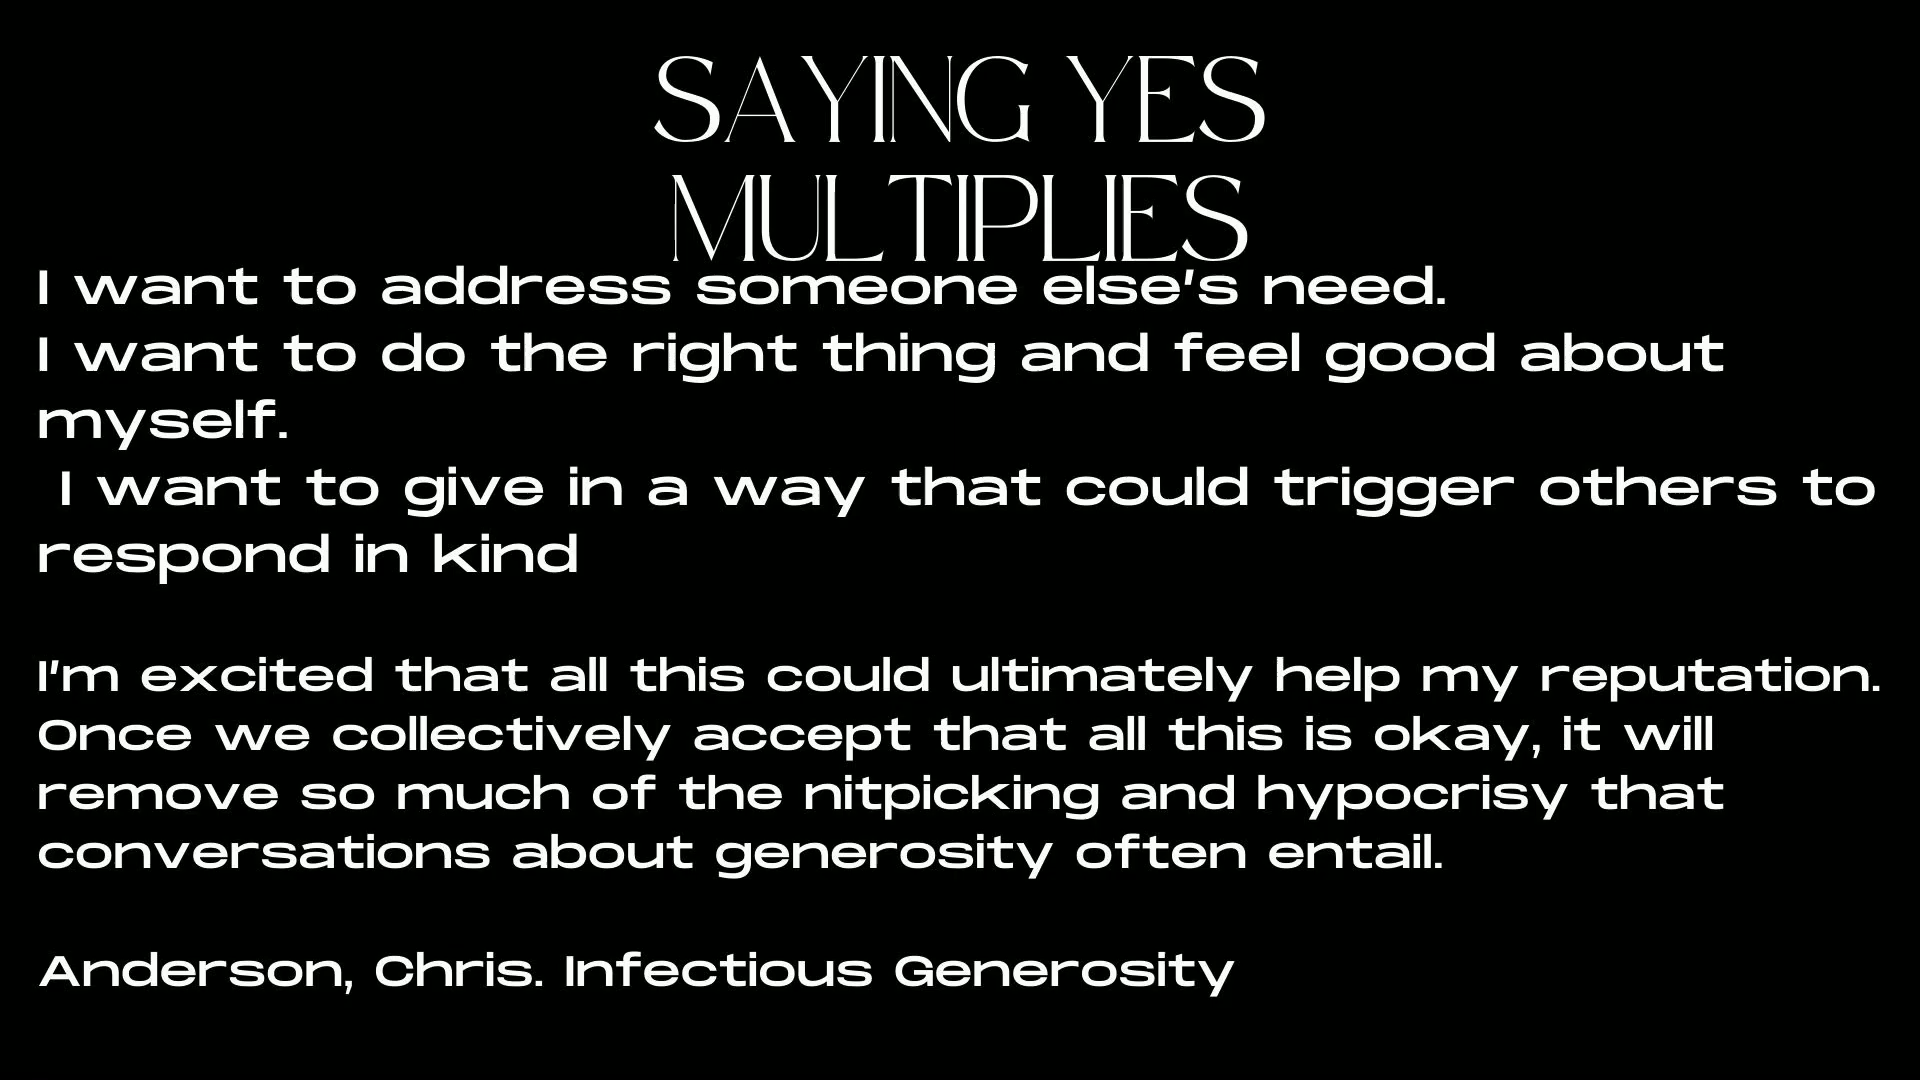 SAYING YES
MULTIPLIES
I want to address someone else's need.
I want to do the right thing and feel good about
myself.
I want to give in a way that could trigger others to
respond in kind
I'm excited that all this could ultimately help my reputation.
Once we collectively accept that all this is okay, it will
remove so much of the nitpicking and hypocrisy that
conversations about generosity often entail.
Anderson, Chris. Infectious Generosity